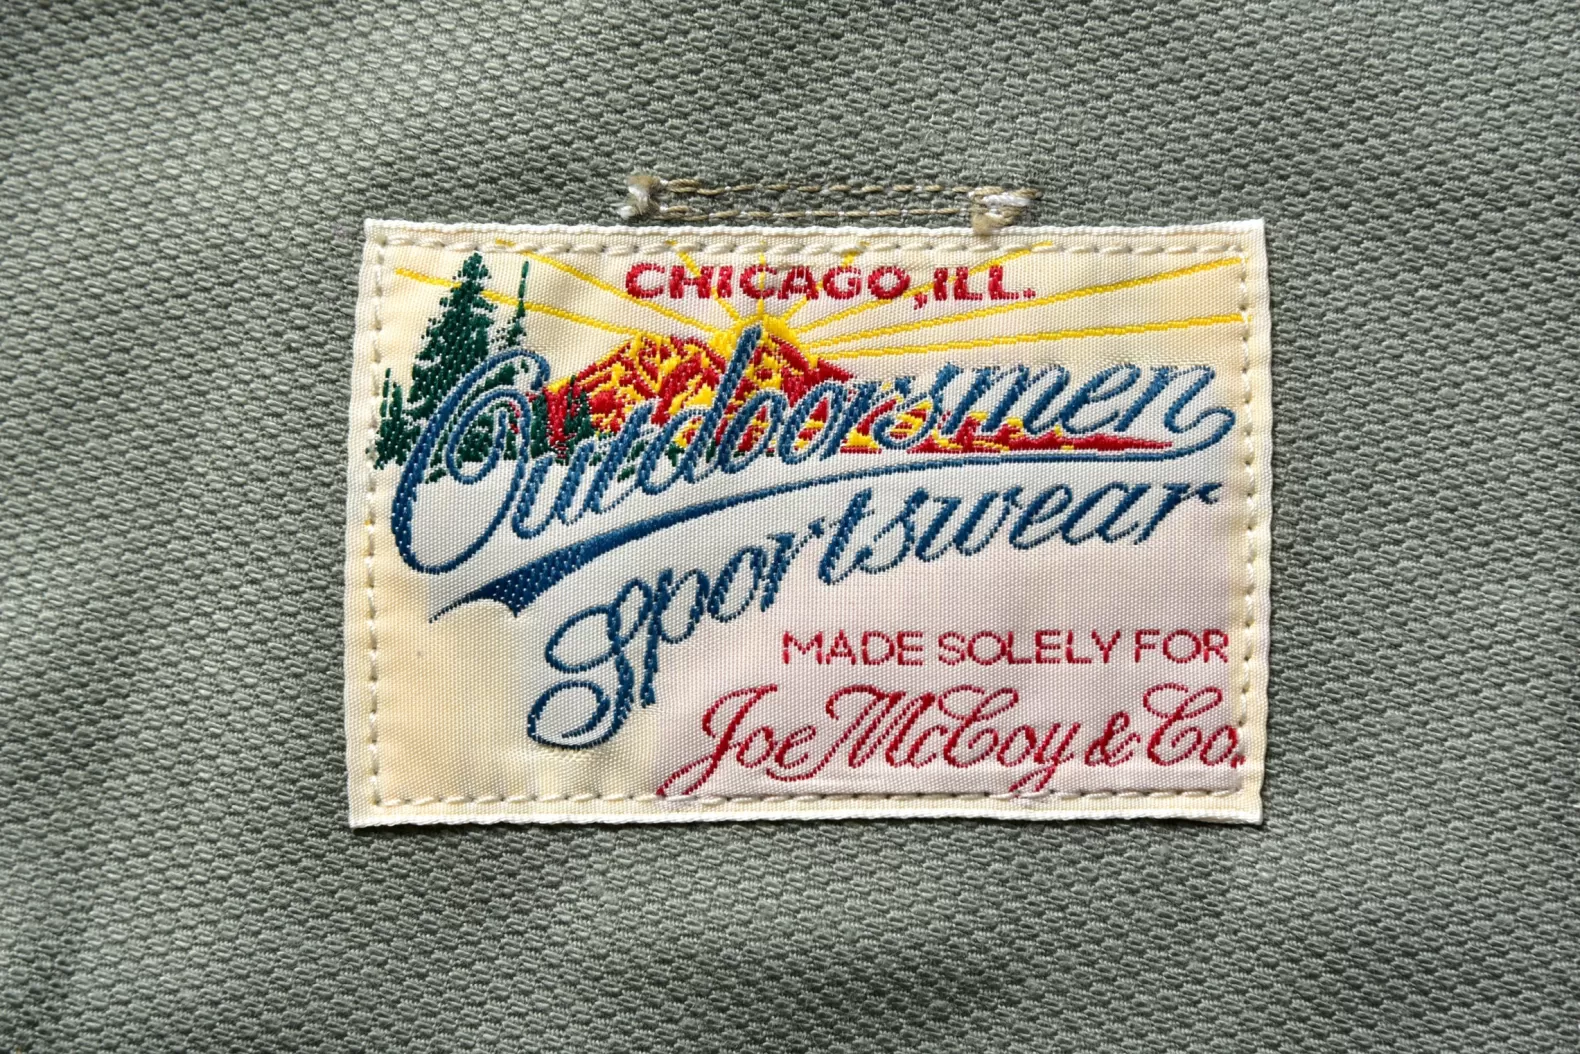 CHICAGO, ILL.
Outdoorsmen
Sportswear
MADE SOLELY FOR
Joe McCoy & Co.